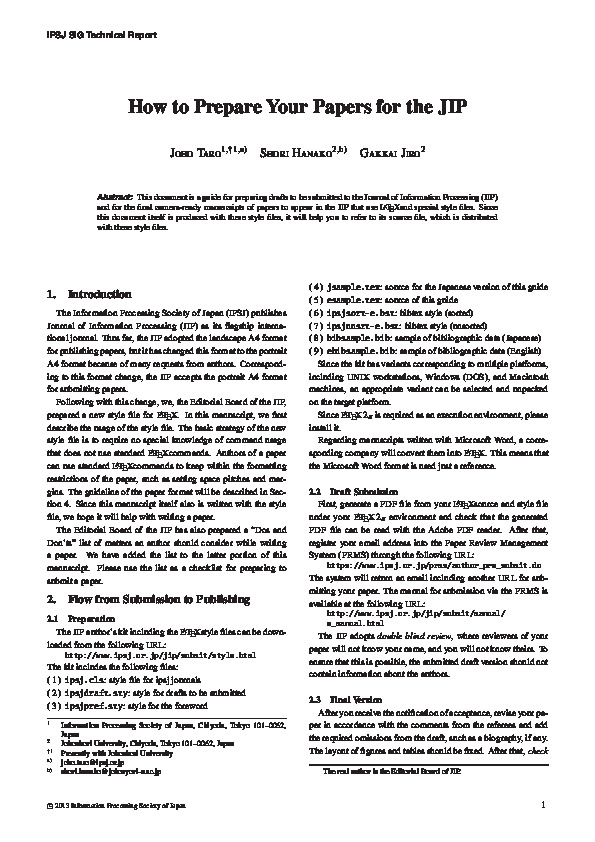 IPSJ SIG Technical Report
How to Prepare Your Papers for the JIP
Joho Taro1,†1,a) Shori Hanako2,b) Gakkai Jiro2
Abstract: This document is a guide for preparing drafts to be submitted to the Journal of Information Processing (JIP)
and for the final camera-ready manuscripts of papers to appear in the JIP that use LATEXand special style files. Since
this document itself is produced with these style files, it will help you to refer to its source file, which is distributed
with these style files.
1. Introduction
The Information Processing Society of Japan (IPSJ) publishes
Journal of Information Processing (JIP) as its flagship interna-
tional journal. Thus far, the JIP adopted the landscape A4 format
for publishing papers, but it has changed this format to the portrait
A4 format because of many requests from authors. Correspond-
ing to this format change, the JIP accepts the portrait A4 format
for submitting papers.
Following with this change, we, the Editorial Board of the JIP,
prepared a new style file for LATEX. In this manuscript, we first
describe the usage of the style file. The basic strategy of the new
style file is to require no special knowledge of command usage
that does not use standard LATEXcommands. Authors of a paper
can use standard LATEXcommands to keep within the formatting
restrictions of the paper, such as setting space pitches and mar-
gins. The guideline of the paper format will be described in Sec-
tion 4. Since this manuscript itself also is written with the style
file, we hope it will help with writing a paper.
The Editorial Board of the JIP has also prepared a "Dos and
Don'ts" list of matters an author should consider while writing
a paper. We have added the list to the latter portion of this
manuscript. Please use the list as a checklist for preparing to
submit a paper.
2. Flow from Submission to Publishing
2.1 Preparation
The JIP author's kit including the LATEXstyle files can be down-
loaded from the following URL:
http://www.ipsj.or.jp/jip/submit/style.html
The kit includes the following files:
(1) ipsj.cls: style file for ipsjjournals
(2) ipsjdraft.sty: style for drafts to be submitted
(3) ipsjpref.sty: style for the foreword
1 Information Processing Society of Japan, Chiyoda, Tokyo 101–0062,
Japan
2 Johoshori University, Chiyoda, Tokyo 101–0062, Japan
†1 Presently with Johoshori University
a) joho.taro@ipsj.or.jp
b) shori.hanako@johosyori-u.ac.jp
(4) jsample.tex: source for the Japanese version of this guide
(5) esample.tex: source of this guide
(6) ipsjsort-e.bst: bibtex style (sorted)
(7) ipsjunsrt-e.bst: bibtex style (unsorted)
(8) bibsample.bib: sample of bibliographic data (Japanese)
(9) ebibsample.bib: sample of bibliographic data (English)
Since the kit has variants corresponding to multiple platforms,
including UNIX workstations, Windows (DOS), and Macintosh
machines, an appropriate variant can be selected and unpacked
on the target platform.
Since LATEX 2ε is required as an execution environment, please
install it.
Regarding manuscripts written with Microsoft Word, a corre-
sponding company will convert them into LATEX. This means that
the Microsoft Word format is used just a reference.
2.2 Draft Submission
First, generate a PDF file from your LATEXsource and style file
under your LATEX 2ε environment and check that the generated
PDF file can be read with the Adobe PDF reader. After that,
register your email address into the Paper Review Management
System (PRMS) through the following URL:
https://www.ipsj.or.jp/prms/author_pre_submit.do
The system will return an email including another URL for sub-
mitting your paper. The manual for submission via the PRMS is
available at the following URL:
http://www.ipsj.or.jp/jip/submit/manual/
e_manual.html
The JIP adopts double blind review, where reviewers of your
paper will not know your name, and you will not know theirs. To
ensure that this is possible, the submitted draft version should not
contain information about the authors.
2.3 Final Version
After you receive the notification of acceptance, revise your pa-
per in accordance with the comments from the referees and add
the required omissions from the draft, such as a biography, if any.
The layout of figures and tables should be fixed. After that, check
The real author is the Editorial Board of JIP.
© 2013 Information Processing Society of Japan
1